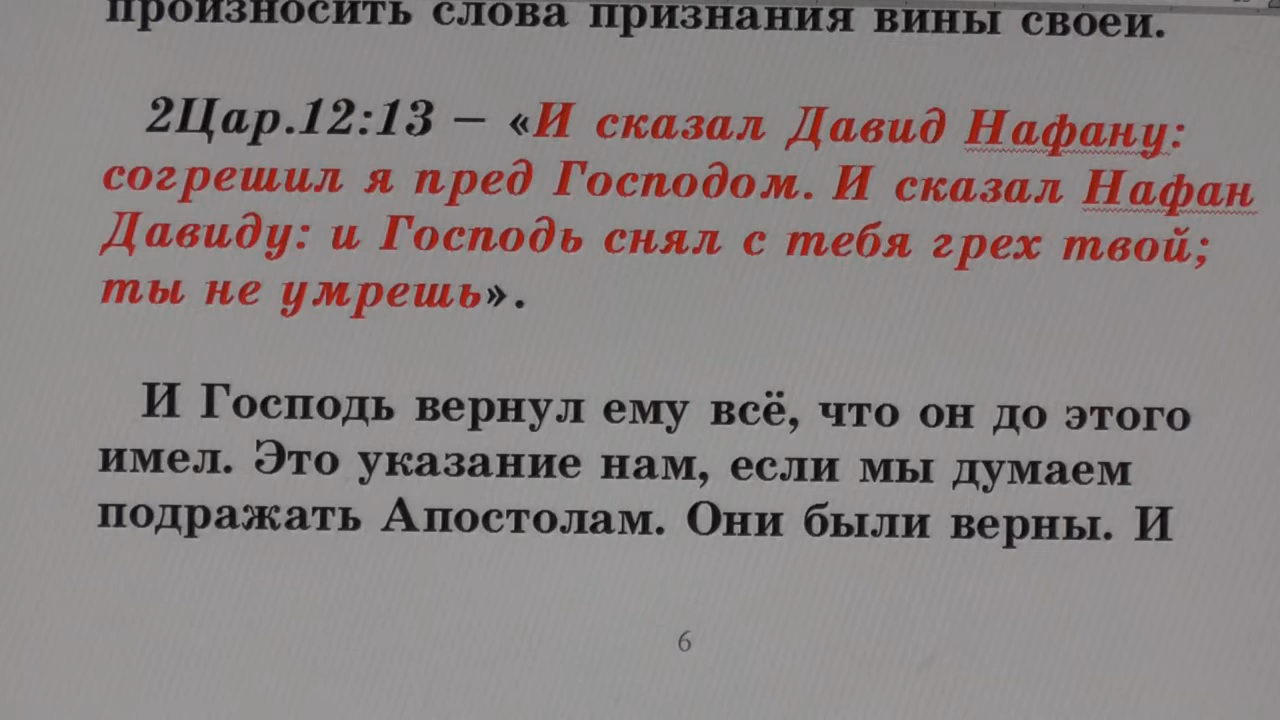 произносить слова признания вины своей.
2Цар.12:13 – «И сказал Давид Нафану:
согрешил я пред Господом. И сказал Нафан
Давиду: и Господь снял с тебя грех твой;
ты не умрешь».
И Господь вернул ему всё, что он до этого
имел. Это указание нам, если мы думаем
подражать Апостолам. Они были верны. И
6